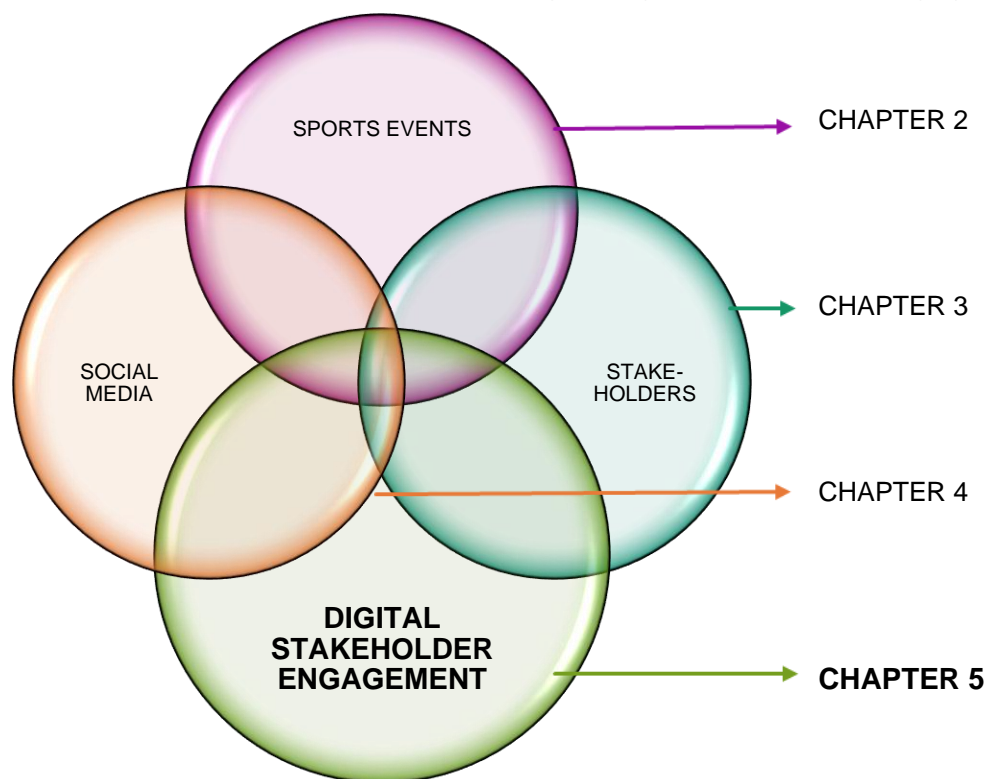 SPORTS EVENTS
CHAPTER 2
CHAPTER 3
SOCIAL
MEDIA
STAKE-
HOLDERS
CHAPTER 4
DIGITAL
STAKEHOLDER
ENGAGEMENT
CHAPTER 5